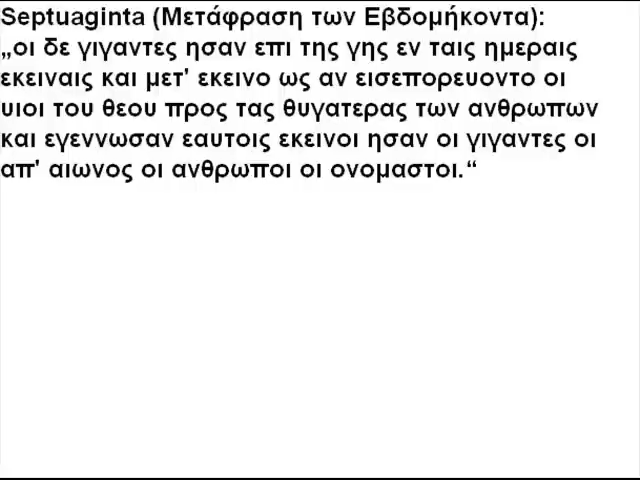 Septuaginta (Μετάφραση των Εβδομήκοντα):
„οι δε γιγαντες ησαν επι της γης εν ταις ημεραις
εκειναις και μετ' εκεινο ως αν εισεπορευοντο οι
υιοι του θεου προς τας θυγατερας των ανθρωπων
και εγεννωσαν εαυτοις εκεινοι ησαν οι γιγαντες οι
απ' αιωνος οι ανθρωποι οι ονομαστοι.“